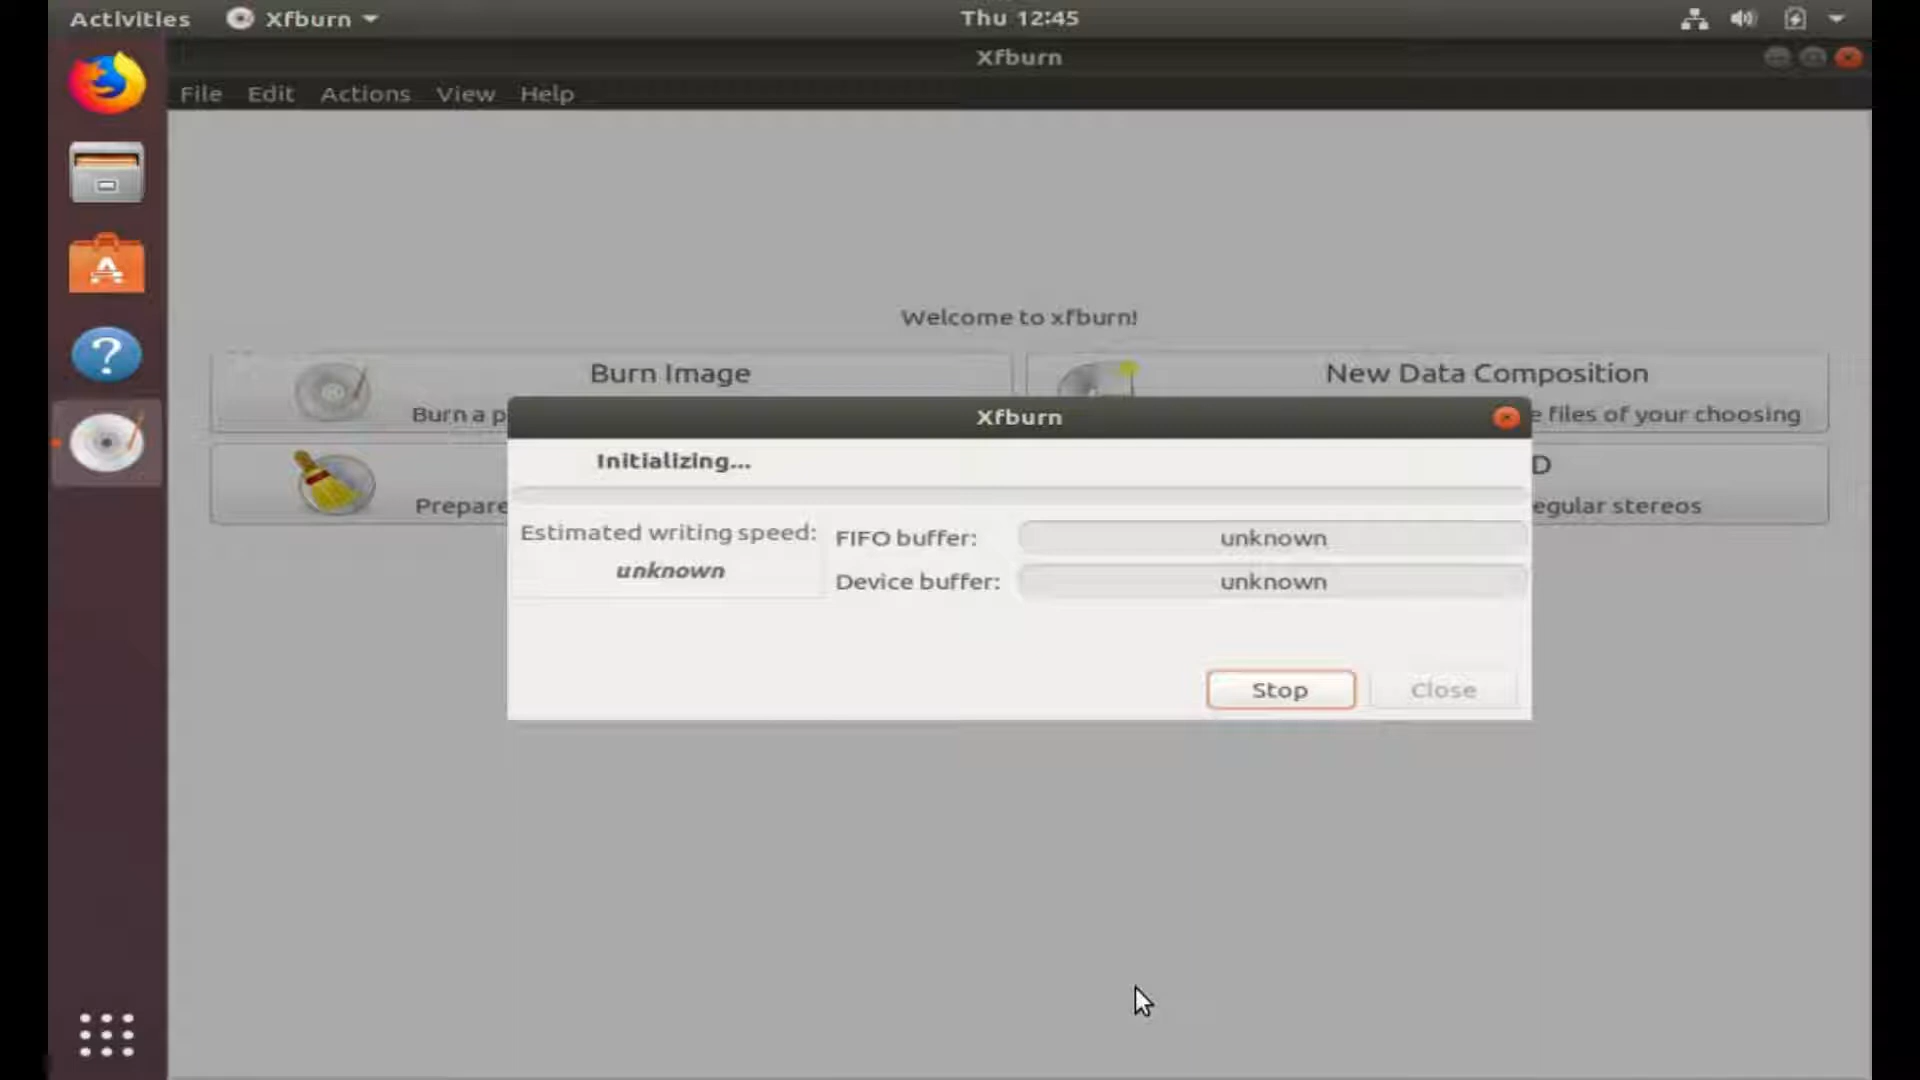 Activities Xfburn Thu 12:45
Xfburn
File Edit Actions View Help
Welcome to xfburn!
Burn Image New Data Composition
Burn a p e files of your choosing
Xfburn
Initializing...
D
Prepare egular stereos
Estimated writing speed: FIFO buffer: unknown
unknown Device buffer: unknown
Stop Close